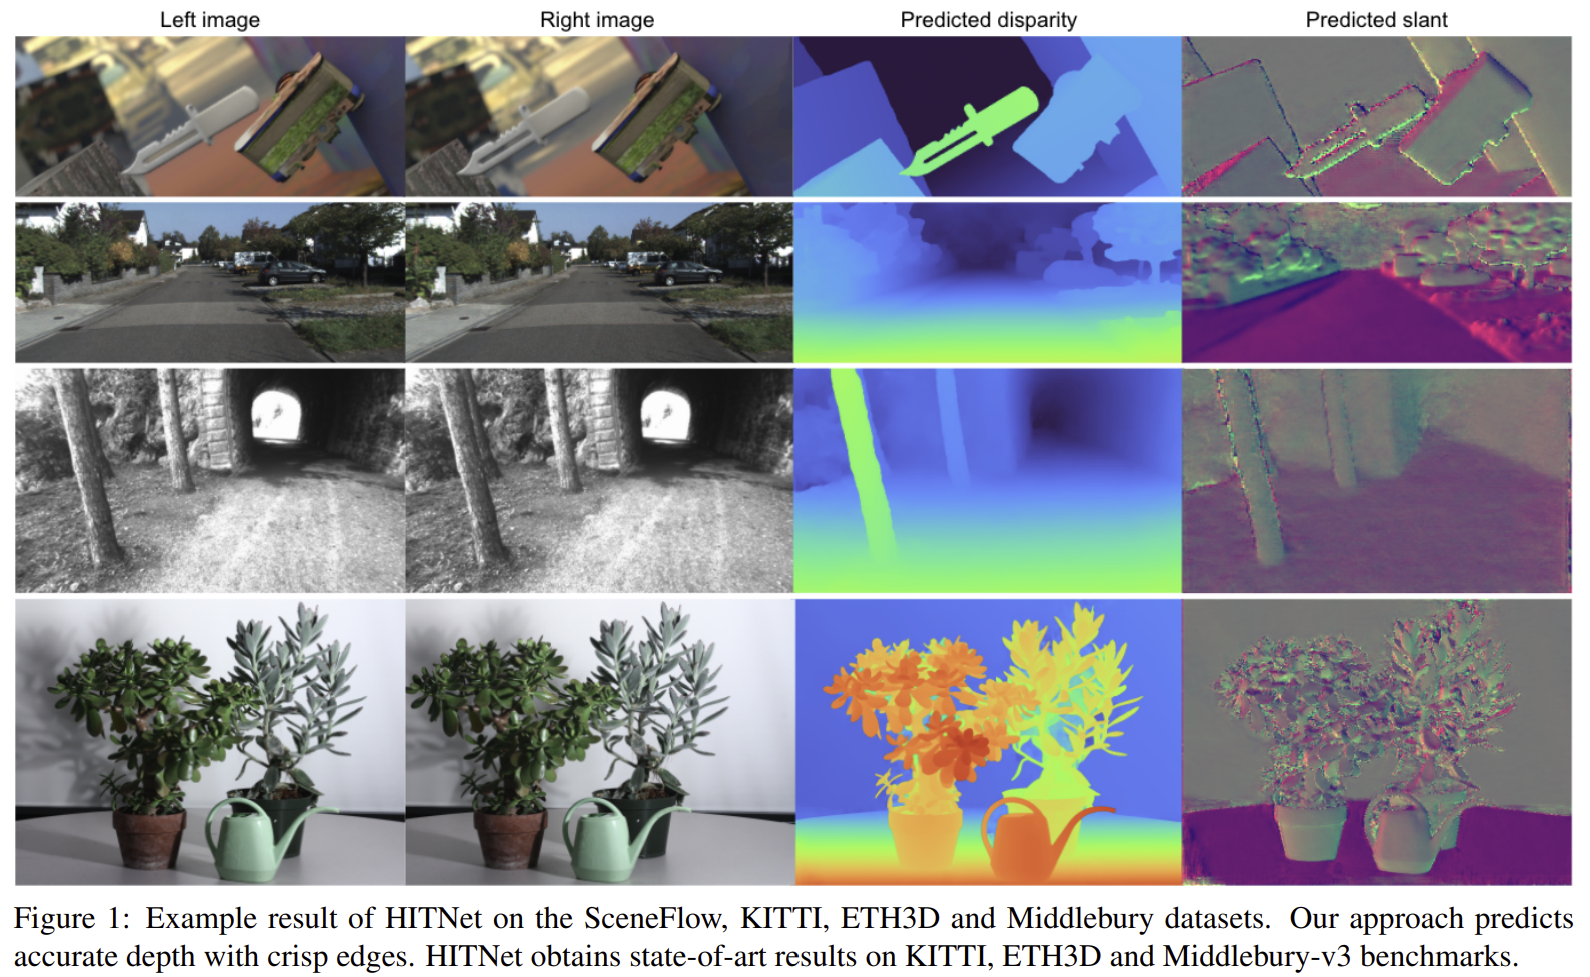 Left image
Right image
Predicted disparity
Predicted slant
Figure 1: Example result of HITNet on the SceneFlow, KITTI, ETH3D and Middlebury datasets. Our approach predicts
accurate depth with crisp edges. HITNet obtains state-of-art results on KITTI, ETH3D and Middlebury-v3 benchmarks.